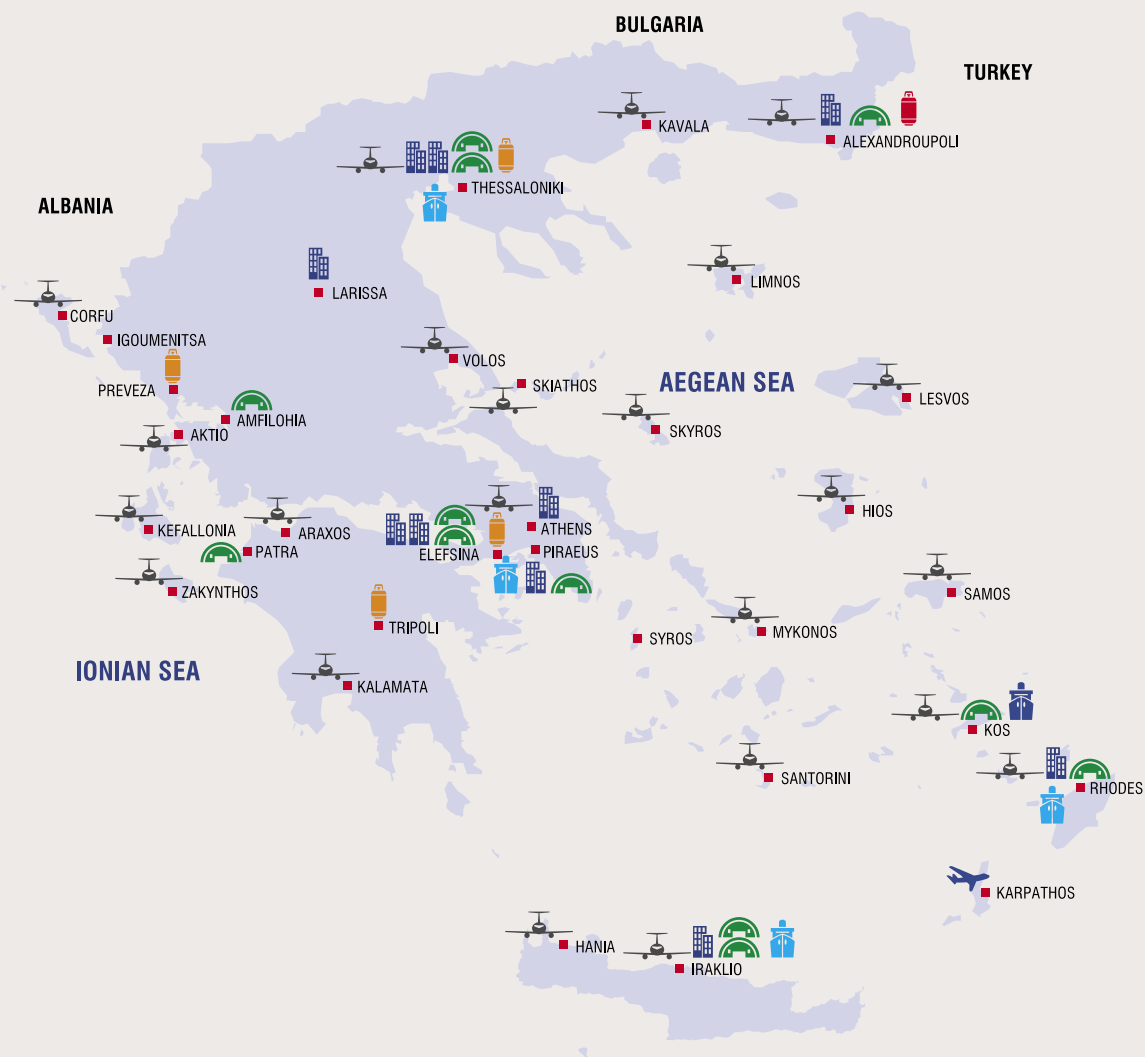 BULGARIA
TURKEY
KAVALA
ALEXANDROUPOLI
THESSALONIKI
ALBANIA
LIMNOS
LARISSA
CORFU
IGOUMENITSA
VOLOS
SKIATHOS
AEGEAN SEA
PREVEZA
LESVOS
AMFILOHIA
SKYROS
AKTIO
HIOS
KEFALLONIA
ARAXOS
ATHENS
PATRA
ELEFSINA
PIRAEUS
ZAKYNTHOS
SAMOS
TRIPOLI
SYROS
MYKONOS
IONIAN SEA
KALAMATA
KOS
SANTORINI
RHODES
KARPATHOS
HANIA
IRAKLIO